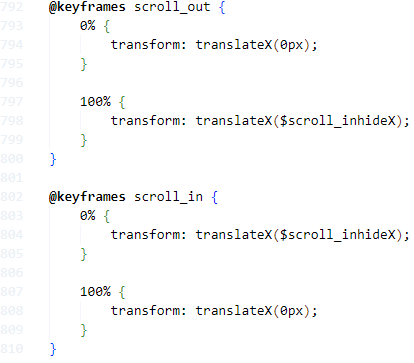 792 @keyframes scroll_out {
793 0% {
794 transform: translateX(0px);
795 }
796
797 100% {
798 transform: translateX($scroll_inhideX);
799 }
800 }
801
802 @keyframes scroll_in {
803 0% {
804 transform: translateX($scroll_inhideX);
805 }
806
807 100% {
808 transform: translateX(0px);
809 }
810 }